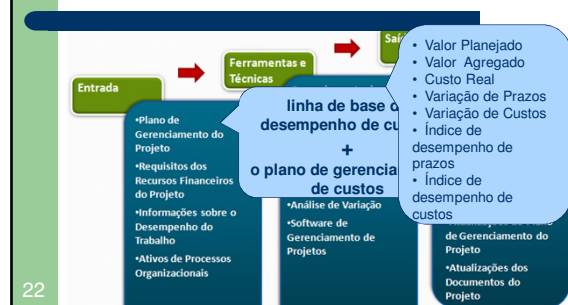 Entrada
•Plano de
Gerenciamento do
Projeto
•Requisitos dos
Recursos Financeiros
do Projeto
•Informações sobre o
Desempenho do
Trabalho
•Ativos de Processos
Organizacionais
Ferramentas e
Técnicas
linha de base d
desempenho de cu
+
o plano de gerencia
de custos
•Análise de Variação
•Software de
Gerenciamento de
Projetos
Saí
• Valor Planejado
• Valor Agregado
• Custo Real
• Variação de Prazos
• Variação de Custos
• Índice de
desempenho de
prazos
• Índice de
desempenho de
custos
de Gerenciamento do
Projeto
•Atualizações dos
Documentos do
Projeto
22